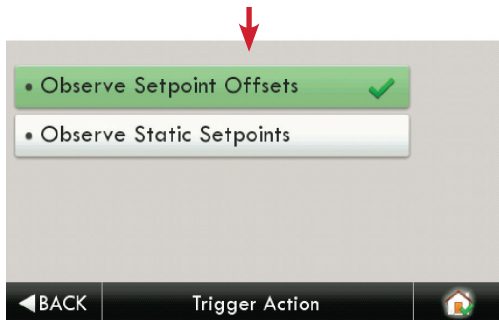 • Observe Setpoint Offsets
• Observe Static Setpoints
BACK Trigger Action